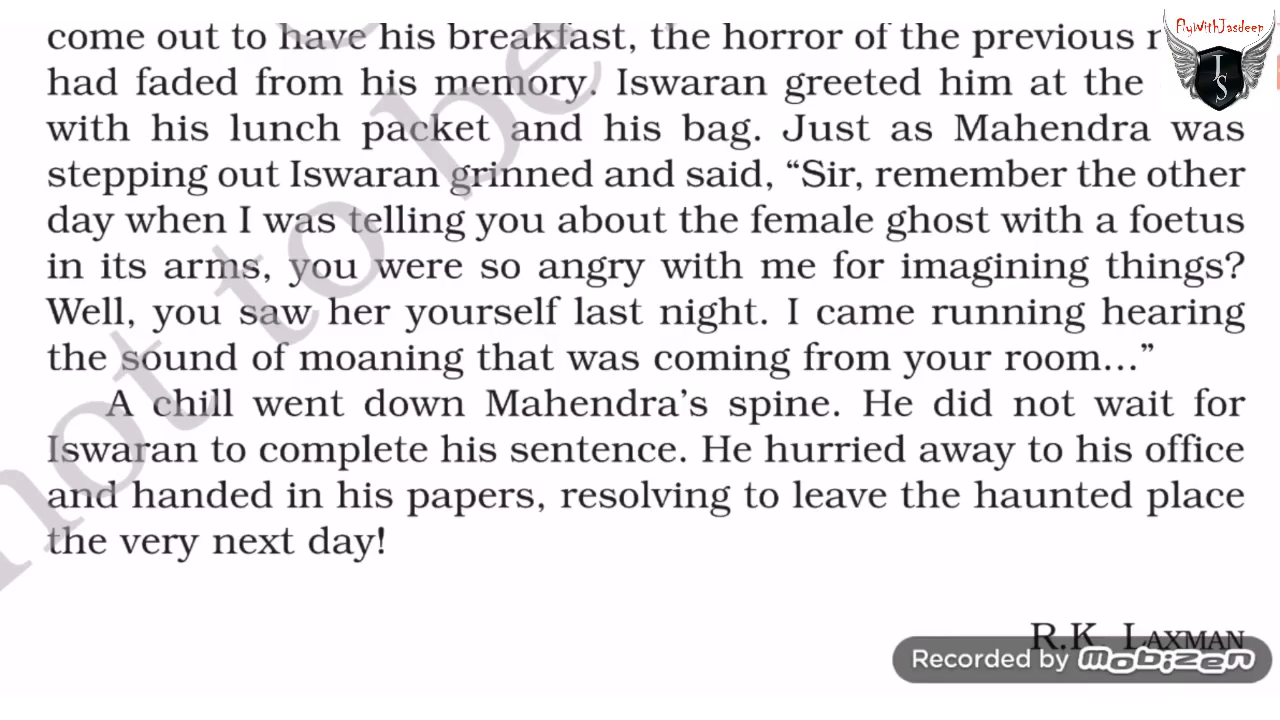 FlyWithJasdeep
JS
come out to have his breakfast, the horror of the previous
had faded from his memory. Iswaran greeted him at the
with his lunch packet and his bag. Just as Mahendra was
stepping out Iswaran grinned and said, “Sir, remember the other
day when I was telling you about the female ghost with a foetus
in its arms, you were so angry with me for imagining things?
Well, you saw her yourself last night. I came running hearing
the sound of moaning that was coming from your room…”
A chill went down Mahendra’s spine. He did not wait for
Iswaran to complete his sentence. He hurried away to his office
and handed in his papers, resolving to leave the haunted place
the very next day!
not to be
R.K. LAXMAN
Recorded by mobizen